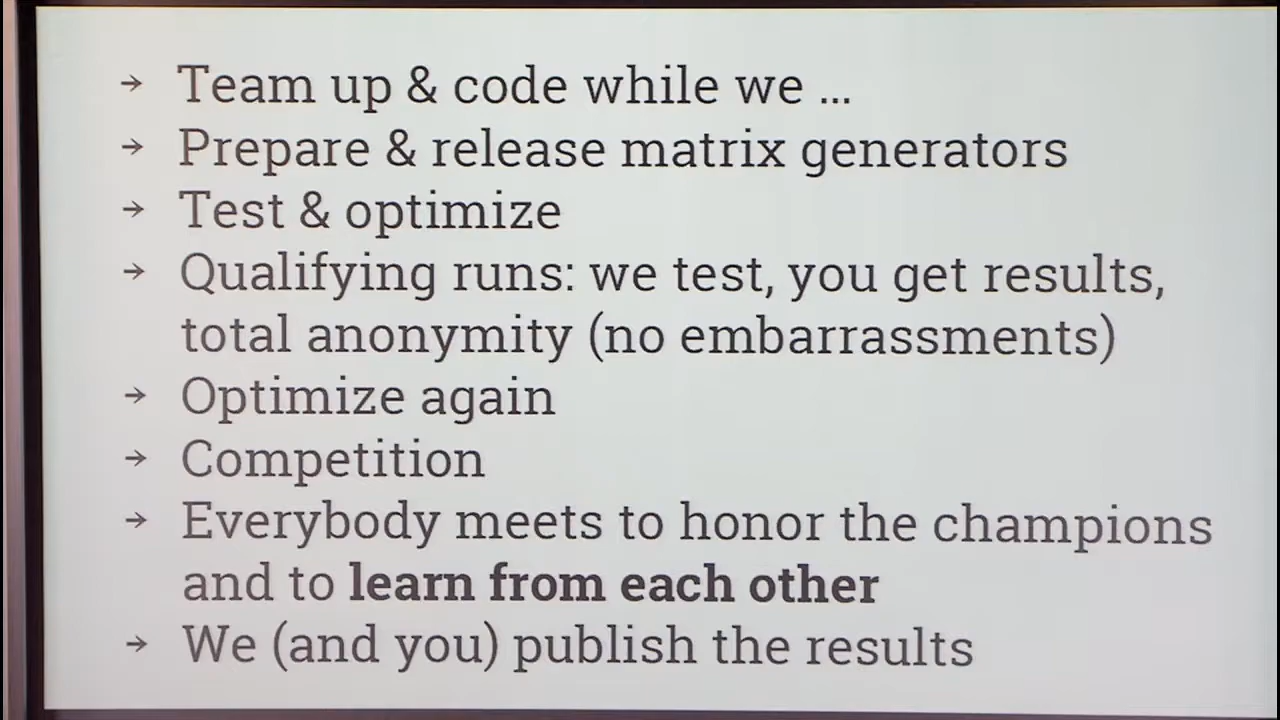 → Team up & code while we ...
→ Prepare & release matrix generators
→ Test & optimize
→ Qualifying runs: we test, you get results,
total anonymity (no embarrassments)
→ Optimize again
→ Competition
→ Everybody meets to honor the champions
and to learn from each other
→ We (and you) publish the results